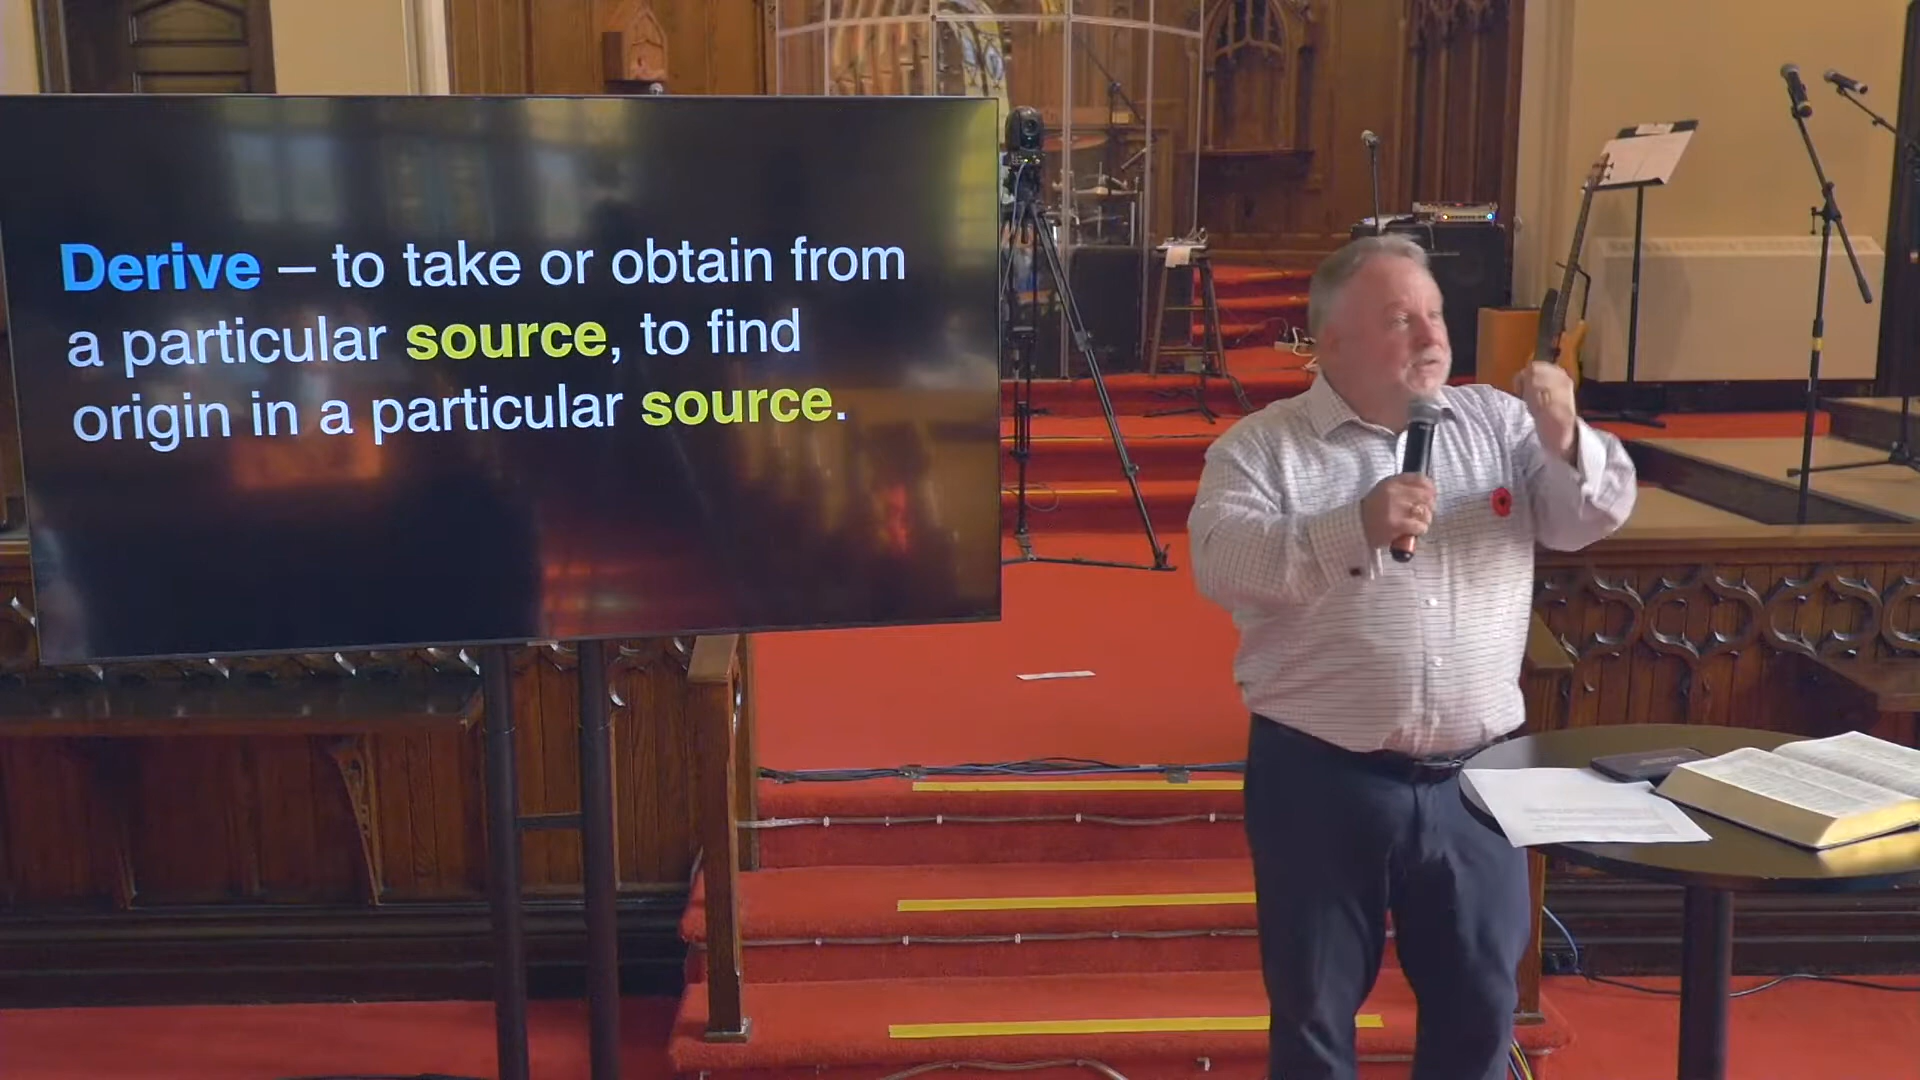 Derive – to take or obtain from
a particular source, to find
origin in a particular source.